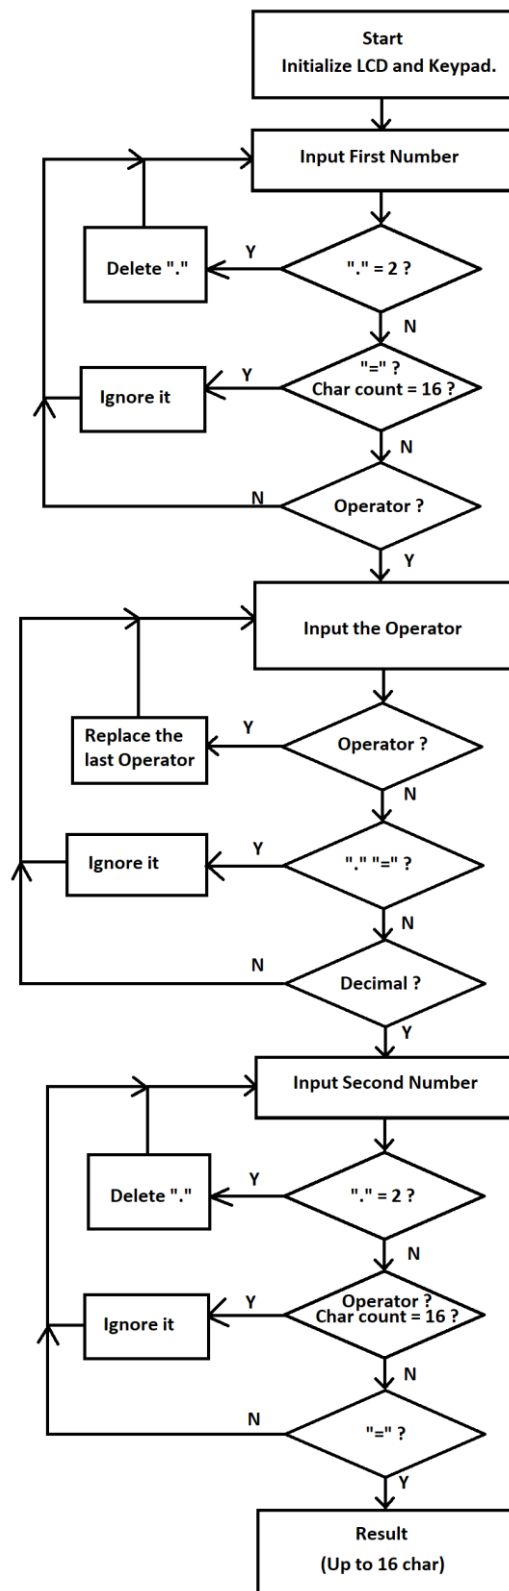 Start
Initialize LCD and Keypad.
Input First Number
Delete "."
Y
"." = 2 ?
N
Ignore it
Y
"=" ?
Char count = 16 ?
N
N
Operator ?
Y
Input the Operator
Replace the
last Operator
Y
Operator ?
N
Ignore it
Y
"." "=" ?
N
N
Decimal ?
Y
Input Second Number
Delete "."
Y
"." = 2 ?
N
Ignore it
Y
Operator ?
Char count = 16 ?
N
N
"=" ?
Y
Result
(Up to 16 char)